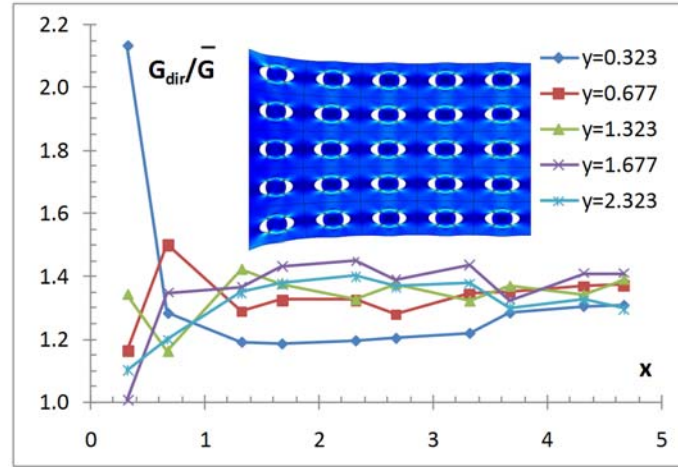 2.2
G_dir/G̅
2.0
1.8
1.6
1.4
1.2
1.0
y=0.323
y=0.677
y=1.323
y=1.677
y=2.323
x
0 1 2 3 4 5